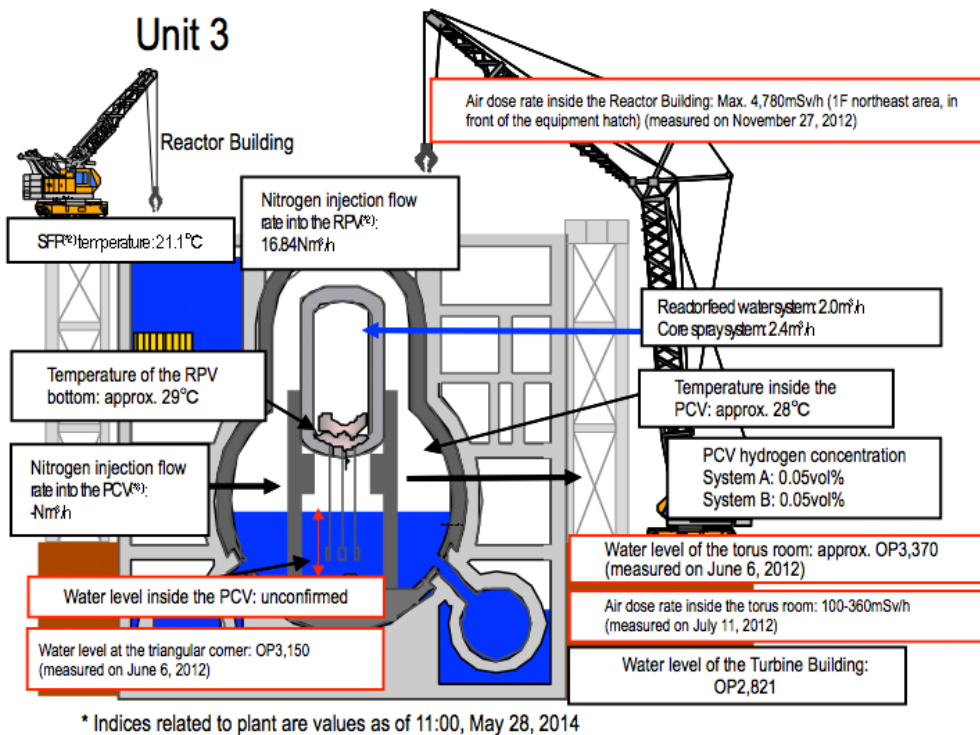 Unit 3
Air dose rate inside the Reactor Building: Max. 4,780mSv/h (1F northeast area, in
front of the equipment hatch) (measured on November 27, 2012)
Reactor Building
Nitrogen injection flow
rate into the RPV(*5):
16.84Nm³/h
SFP(*2) temperature: 21.1°C
Reactor feed water system: 2.0m³/h
Core spray system: 2.4m³/h
Temperature of the RPV
bottom: approx. 29°C
Temperature inside the
PCV: approx. 28°C
Nitrogen injection flow
rate into the PCV(*6):
-Nm³/h
PCV hydrogen concentration
System A: 0.05vol%
System B: 0.05vol%
Water level of the torus room: approx. OP3,370
(measured on June 6, 2012)
Water level inside the PCV: unconfirmed
Air dose rate inside the torus room: 100-360mSv/h
(measured on July 11, 2012)
Water level at the triangular corner: OP3,150
(measured on June 6, 2012)
Water level of the Turbine Building:
OP2,821
* Indices related to plant are values as of 11:00, May 28, 2014